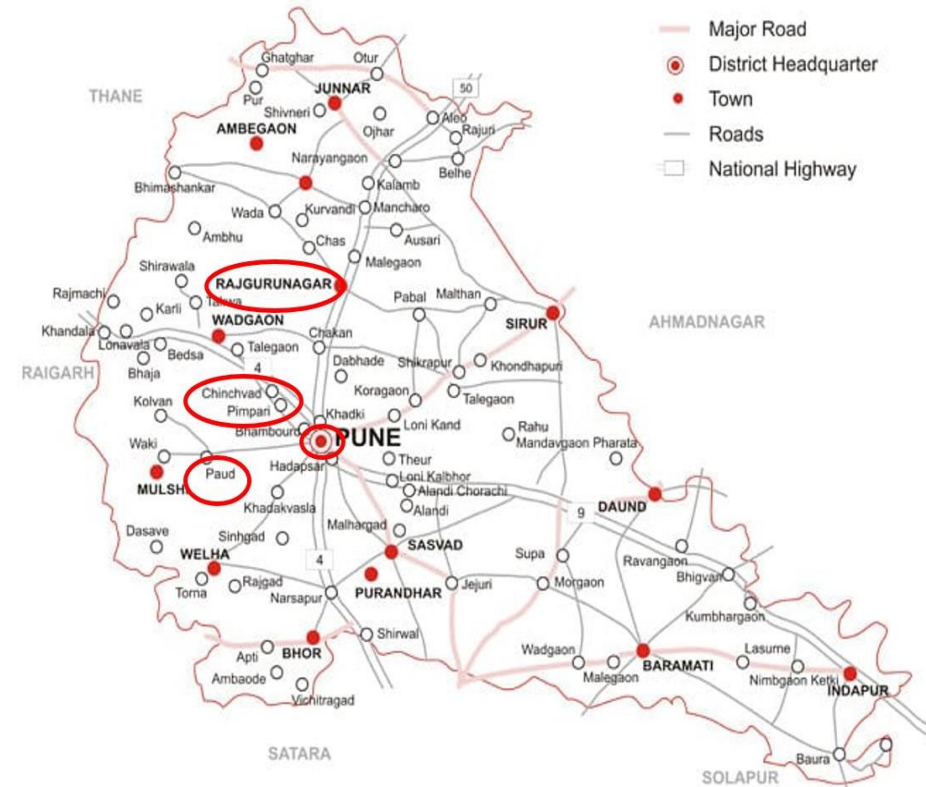 Major Road
District Headquarter
Town
Roads
National Highway
Ghatghar
Otur
THANE
Pur
JUNNAR
50
Shivneri
Aleo
AMBEGAON
Ojhar
Rajuri
Narayangaon
Belhe
Bhimashankar
Kalamb
Wada
Kurvandi
Mancharo
Ambhu
Chas
Ausari
Malegaon
Shirawala
RAJGURUNAGAR
Rajmachi
Karli
Pabal
Malthan
WADGAON
SIRUR
AHMADNAGAR
Khandala
Lonavala
Chakan
Bedsa
Talegaon
Bhaja
RAIGARH
4
Dabhade
Shikrapur
Khondhapuri
Chinchvad
Koragaon
Talegaon
Kolvan
Pimpari
Khadki
Loni Kand
Rahu
Bhambourd
PUNE
Mandavgaon Pharata
Waki
Hadapsar
Theur
Paud
Loni Kalbhor
MULSHI
Alandi Chorachi
Khadakvasla
Alandi
DAUND
9
Dasave
Sinhgad
Malhargad
SASVAD
WELHA
4
Supa
Ravangaon
Bhigvan
Torna
Rajgad
Narsapur
PURANDHAR
Jejuri
Morgaon
Kumbhargaon
Shirwal
Apti
BHOR
Wadgaon
Lasume
BARAMATI
Ambaode
Malegaon
Nimbgaon Ketki
INDAPUR
Vichitragad
SATARA
Baura
SOLAPUR